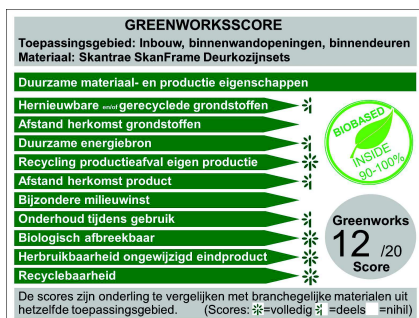 GREENWORKSSCORE
Toepassingsgebied: Inbouw, binnenwandopeningen, binnendeuren
Materiaal: Skantrae SkanFrame Deurkozijnsets
Duurzame materiaal- en productie eigenschappen
Hernieuwbare en/of gerecyclede grondstoffen
Afstand herkomst grondstoffen
Duurzame energiebron
Recycling productieafval eigen productie
Afstand herkomst product
Bijzondere milieuwinst
Onderhoud tijdens gebruik
Biologisch afbreekbaar
Herbruikbaarheid ongewijzigd eindproduct
Recyclebaarheid
BIOBASED
INSIDE
90-100%
Greenworks
12 /20
Score
De scores zijn onderling te vergelijken met branchegelijke materialen uit
hetzelfde toepassingsgebied. (Scores: =volledig =deels =nihil)